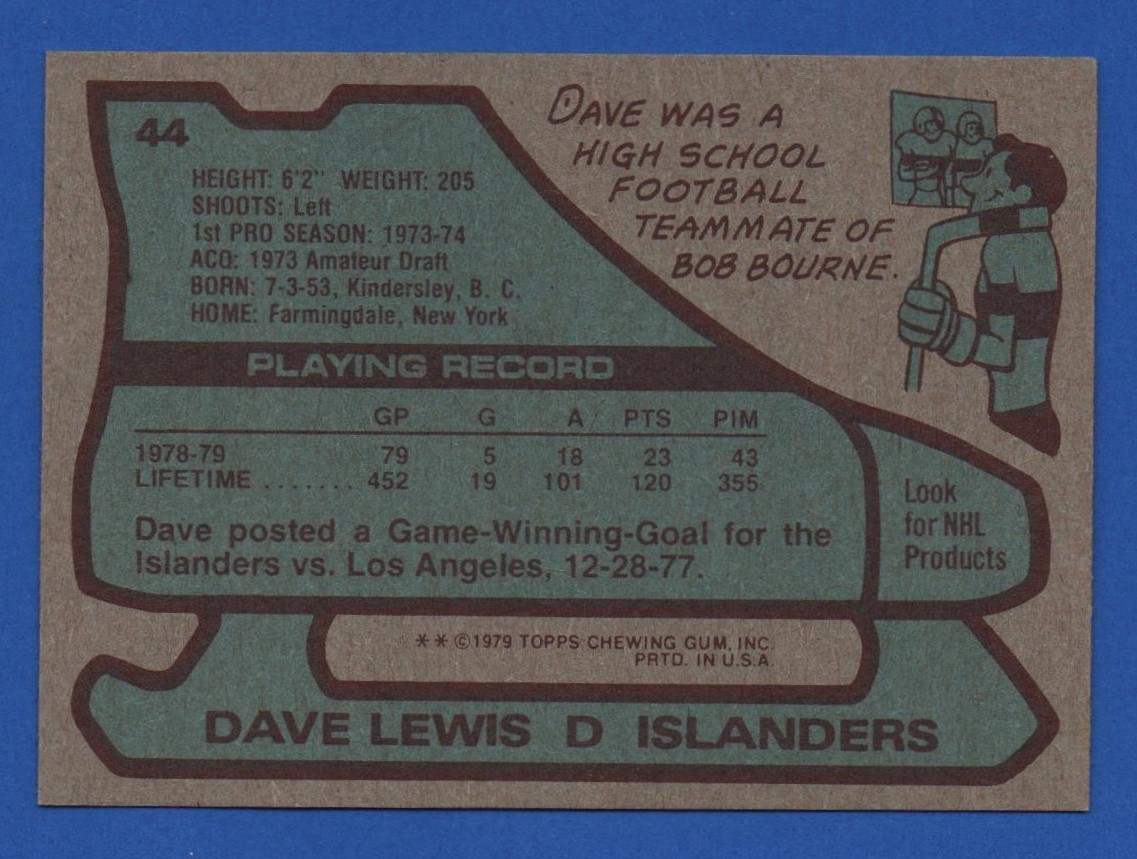 44
HEIGHT: 6'2" WEIGHT: 205
SHOOTS: Left
1st PRO SEASON: 1973-74
ACQ: 1973 Amateur Draft
BORN: 7-3-53, Kindersley, B. C.
HOME: Farmingdale, New York
DAVE WAS A
HIGH SCHOOL
FOOTBALL
TEAMMATE OF
BOB BOURNE.
PLAYING RECORD
GP G A PTS PIM
1978-79 79 5 18 23 43
LIFETIME ....... 452 19 101 120 355
Dave posted a Game-Winning-Goal for the
Islanders vs. Los Angeles, 12-28-77.
Look
for NHL
Products
**©1979 TOPPS CHEWING GUM, INC.
PRTD. IN U.S.A.
DAVE LEWIS D ISLANDERS